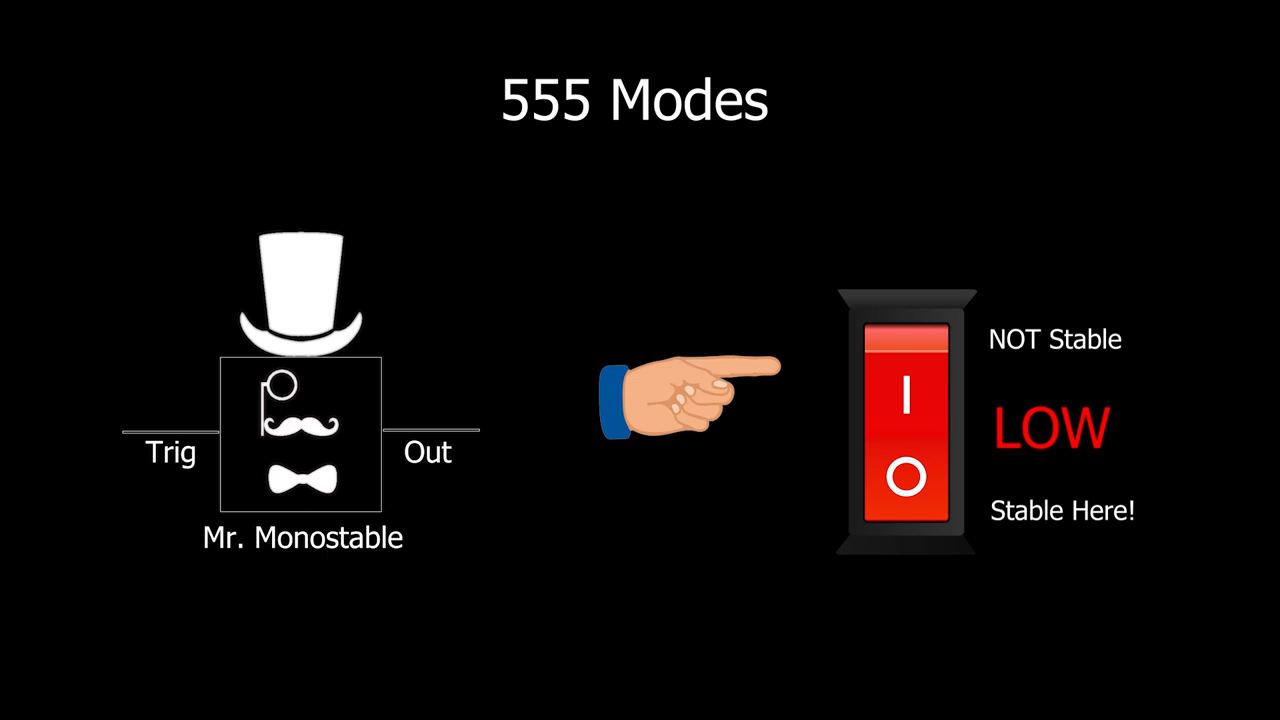 555 Modes
Trig
Out
Mr. Monostable
NOT Stable
LOW
Stable Here!